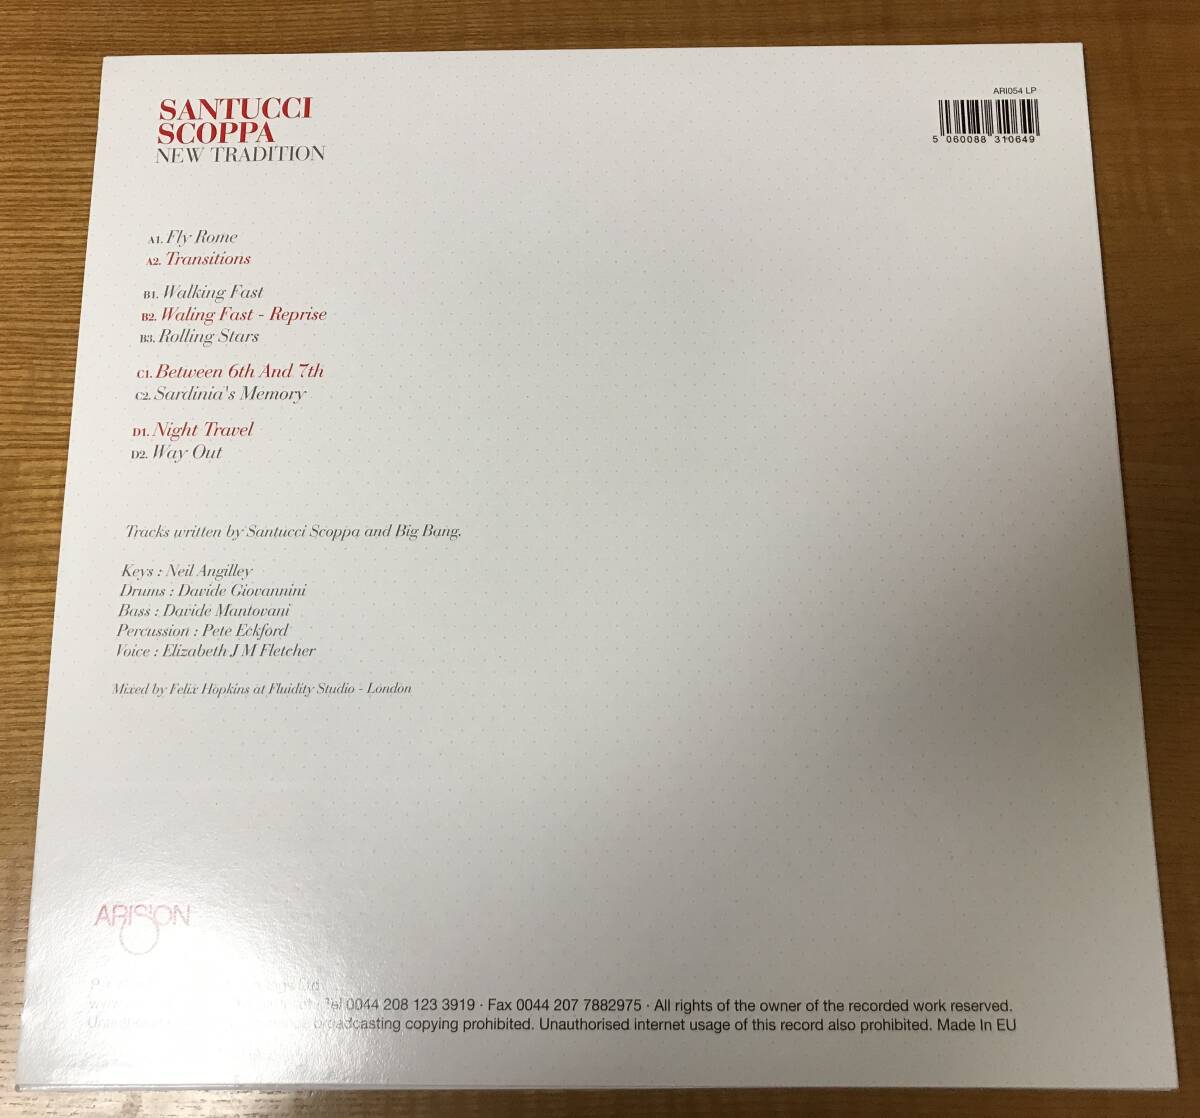 SANTUCCI
SCOPPA
NEW TRADITION
ARI054 LP
5 060088 310649
A1. Fly Rome
A2. Transitions
B1. Walking Fast
B2. Waling Fast - Reprise
B3. Rolling Stars
C1. Between 6th And 7th
C2. Sardinia's Memory
D1. Night Travel
D2. Way Out
Tracks written by Santucci Scoppa and Big Bang.
Keys : Neil Angilley
Drums : Davide Giovannini
Bass : Davide Mantovani
Percussion : Pete Eckford
Voice : Elizabeth J M Fletcher
Mixed by Felix Hopkins at Fluidity Studio - London
ARISION
Ltd
Tel 0044 208 123 3919 · Fax 0044 207 7882975 · All rights of the owner of the recorded work reserved.
broadcasting copying prohibited. Unauthorised internet usage of this record also prohibited. Made In EU